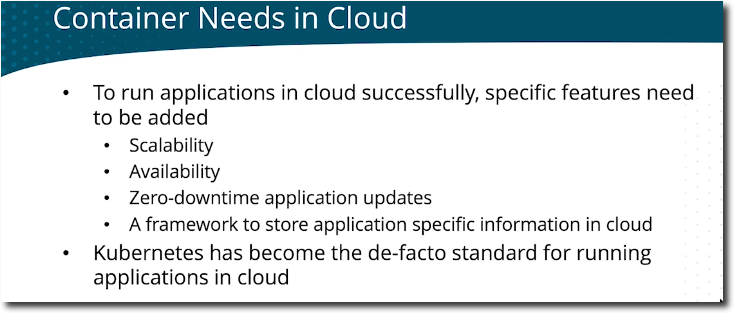 Container Needs in Cloud
• To run applications in cloud successfully, specific features need
to be added
• Scalability
• Availability
• Zero-downtime application updates
• A framework to store application specific information in cloud
• Kubernetes has become the de-facto standard for running
applications in cloud